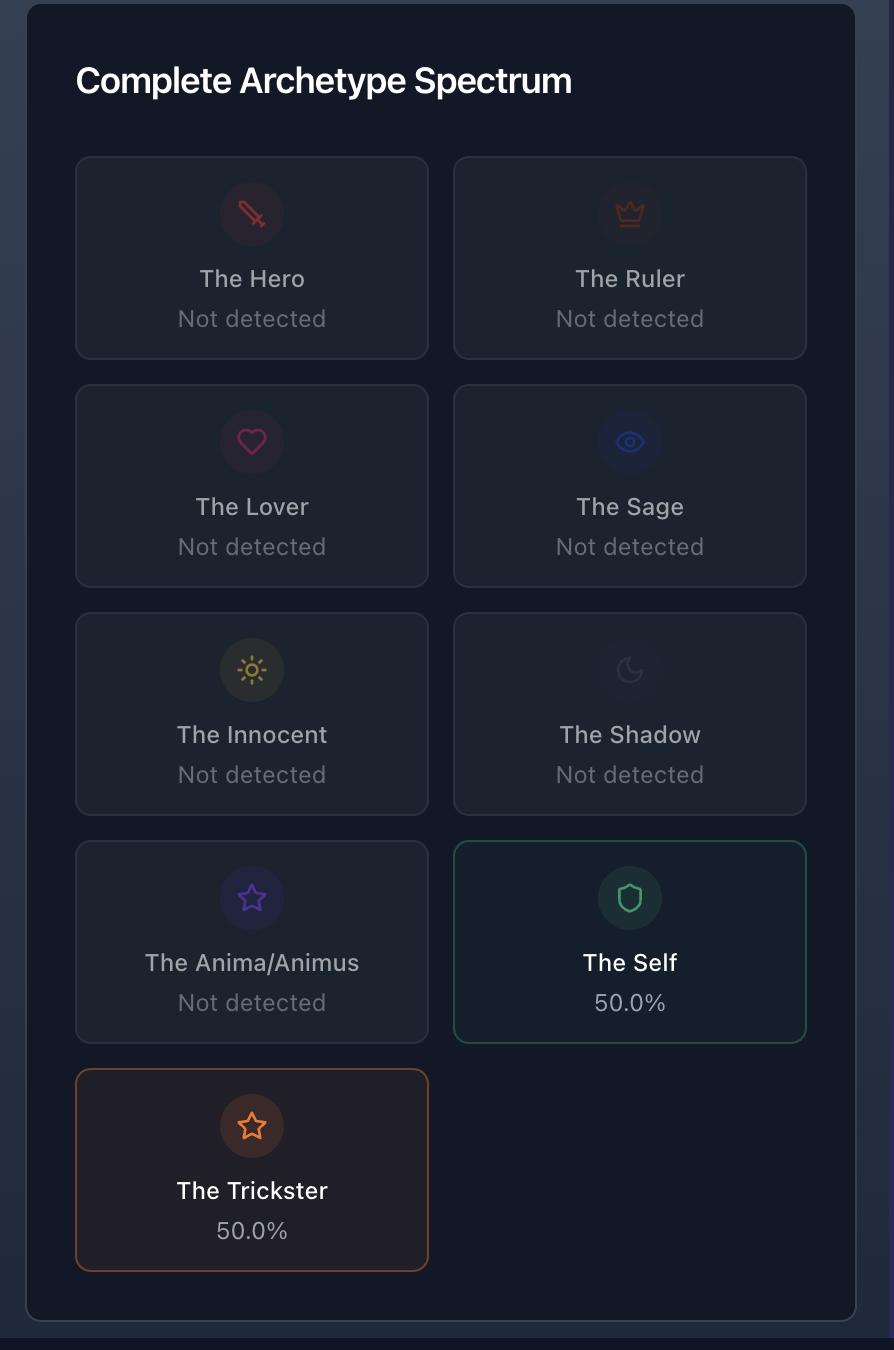 Complete Archetype Spectrum
The Hero
Not detected
The Ruler
Not detected
The Lover
Not detected
The Sage
Not detected
The Innocent
Not detected
The Shadow
Not detected
The Anima/Animus
Not detected
The Self
50.0%
The Trickster
50.0%